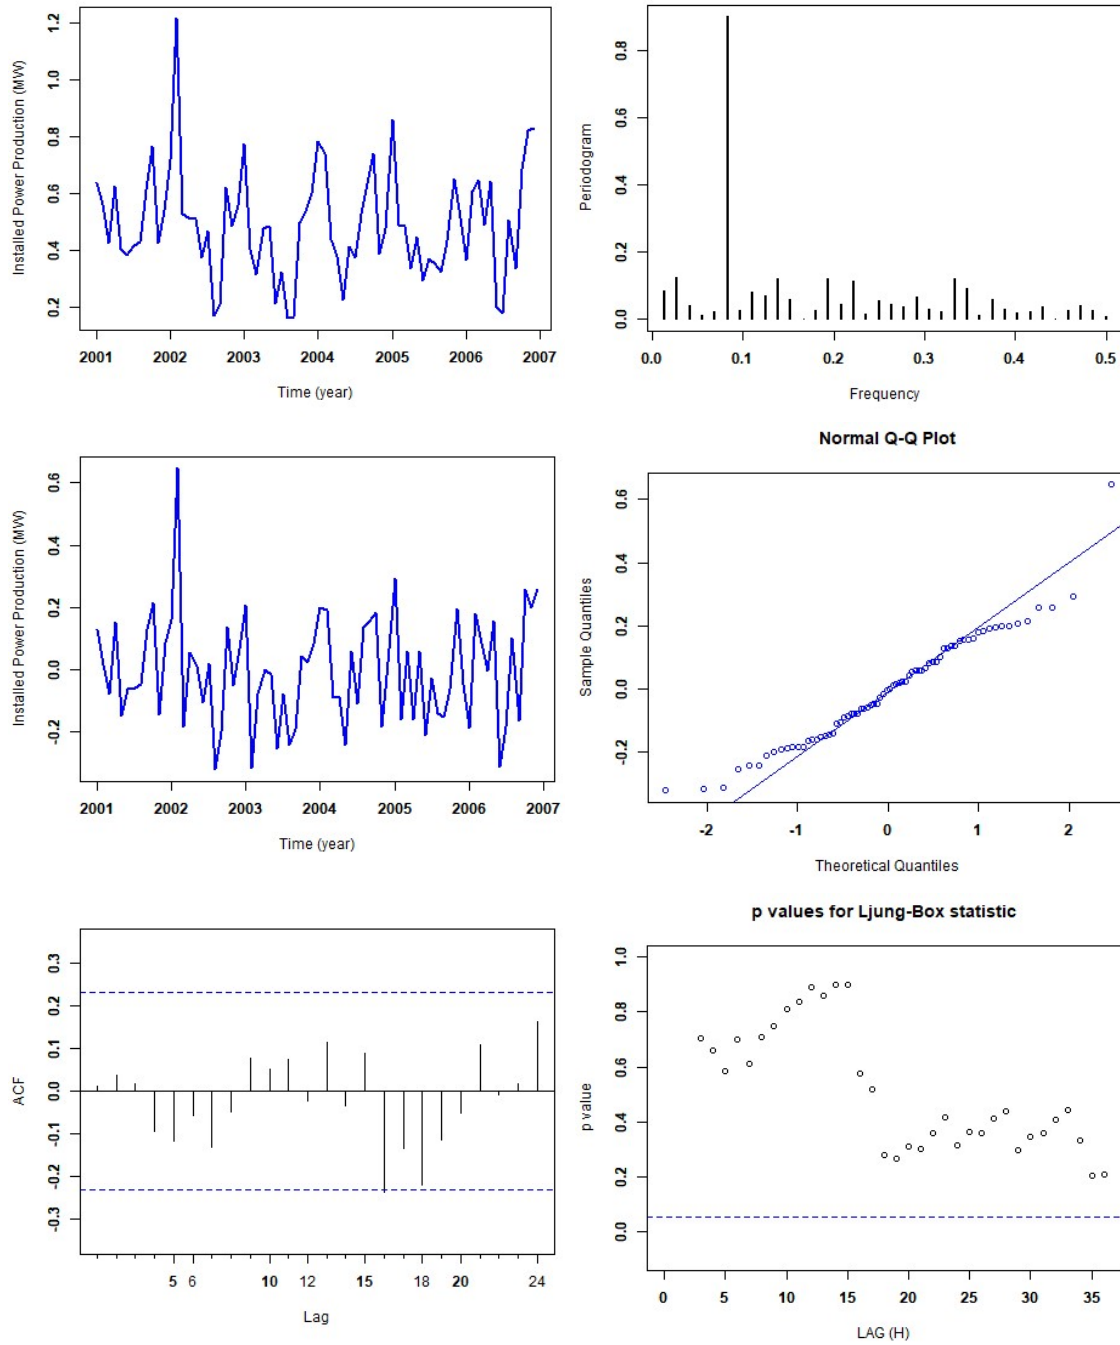 Installed Power Production (MW)
1.2
1.0
0.8
0.6
0.4
0.2
2001 2002 2003 2004 2005 2006 2007
Time (year)
Periodogram
0.8
0.6
0.4
0.2
0.0
0.0 0.1 0.2 0.3 0.4 0.5
Frequency
Installed Power Production (MW)
0.6
0.4
0.2
0.0
-0.2
2001 2002 2003 2004 2005 2006 2007
Time (year)
Normal Q-Q Plot
Sample Quantiles
0.6
0.4
0.2
0.0
-0.2
-2 -1 0 1 2
Theoretical Quantiles
ACF
0.3
0.2
0.1
0.0
-0.1
-0.2
-0.3
5 6 10 12 15 18 20 24
Lag
p values for Ljung-Box statistic
p value
1.0
0.8
0.6
0.4
0.2
0.0
0 5 10 15 20 25 30 35
LAG (H)